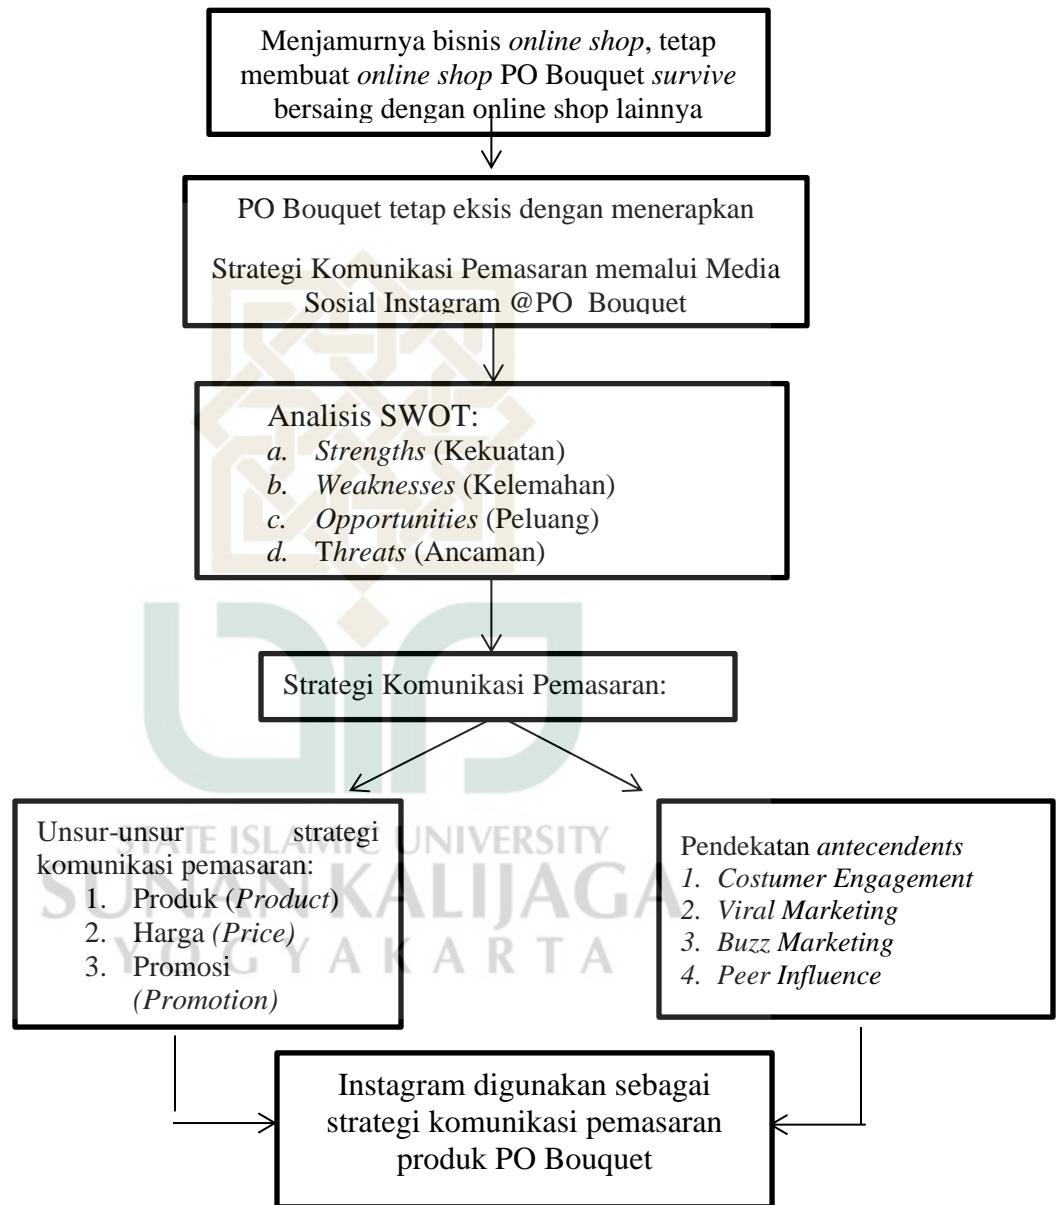 Menjamurnya bisnis online shop, tetap
membuat online shop PO Bouquet survive
bersaing dengan online shop lainnya
PO Bouquet tetap eksis dengan menerapkan
Strategi Komunikasi Pemasaran memalui Media
Sosial Instagram @PO_Bouquet
Analisis SWOT:
a. Strengths (Kekuatan)
b. Weaknesses (Kelemahan)
c. Opportunities (Peluang)
d. Threats (Ancaman)
Strategi Komunikasi Pemasaran:
Unsur-unsur strategi
komunikasi pemasaran:
1. Produk (Product)
2. Harga (Price)
3. Promosi
(Promotion)
Pendekatan antecendents
1. Costumer Engagement
2. Viral Marketing
3. Buzz Marketing
4. Peer Influence
STATE ISLAMIC UNIVERSITY
SUNAN KALIJAGA
YOGYAKARTA
Instagram digunakan sebagai
strategi komunikasi pemasaran
produk PO Bouquet